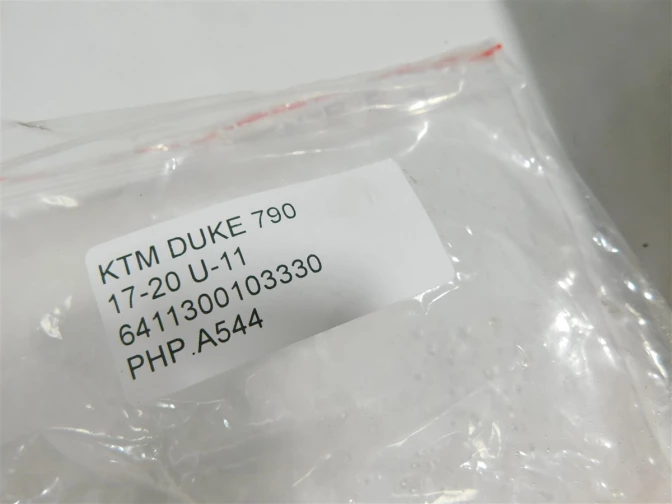 KTM DUKE 790
17-20 U-11
6411300103330
PHP.A544